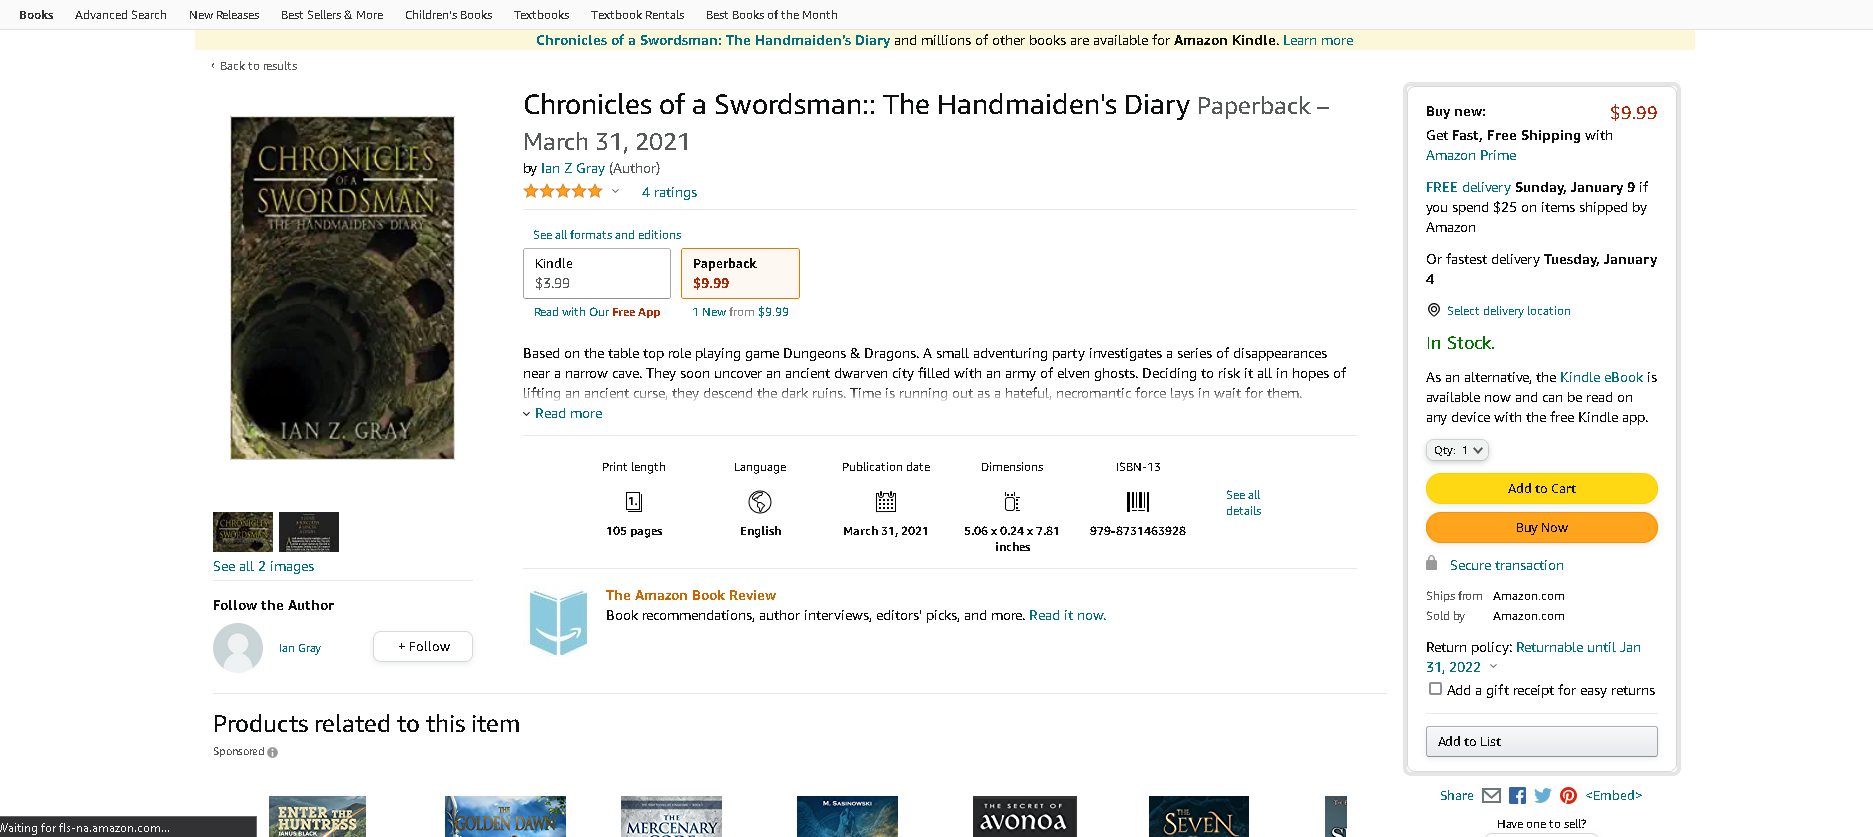 Books Advanced Search New Releases Best Sellers & More Children's Books Textbooks Textbook Rentals Best Books of the Month
Chronicles of a Swordsman: The Handmaiden's Diary and millions of other books are available for Amazon Kindle. Learn more
‹ Back to results
CHRONICLES
OF A
SWORDSMAN
THE HANDMAIDEN'S DIARY
IAN Z. GRAY
CHRONICLES
SWORDSMAN
See all 2 images
Follow the Author
Ian Gray
+ Follow
Chronicles of a Swordsman:: The Handmaiden's Diary Paperback –
March 31, 2021
by Ian Z Gray (Author)
4 ratings
See all formats and editions
Kindle
$3.99
Paperback
$9.99
Read with Our Free App
1 New from $9.99
Based on the table top role playing game Dungeons & Dragons. A small adventuring party investigates a series of disappearances
near a narrow cave. They soon uncover an ancient dwarven city filled with an army of elven ghosts. Deciding to risk it all in hopes of
lifting an ancient curse, they descend the dark ruins. Time is running out as a hateful, necromantic force lays in wait for them.
Read more
Print length
1.
105 pages
Language
English
Publication date
March 31, 2021
Dimensions
5.06 x 0.24 x 7.81
inches
ISBN-13
979-8731463928
See all
details
The Amazon Book Review
Book recommendations, author interviews, editors' picks, and more. Read it now.
Buy new: $9.99
Get Fast, Free Shipping with
Amazon Prime
FREE delivery Sunday, January 9 if
you spend $25 on items shipped by
Amazon
Or fastest delivery Tuesday, January
4
Select delivery location
In Stock.
As an alternative, the Kindle eBook is
available now and can be read on
any device with the free Kindle app.
Qty: 1
Add to Cart
Buy Now
Secure transaction
Ships from Amazon.com
Sold by Amazon.com
Return policy: Returnable until Jan
31, 2022
Add a gift receipt for easy returns
Add to List
Share <Embed>
Have one to sell?
Products related to this item
Sponsored
ENTER THE
HUNTRESS
JANUS BLACK
THE
GOLDEN DAWN
THE
MERCENARY
M. SASINOWSKI
THE SECRET OF
AVONOA
THE
SEVEN
Waiting for fls-na.amazon.com...